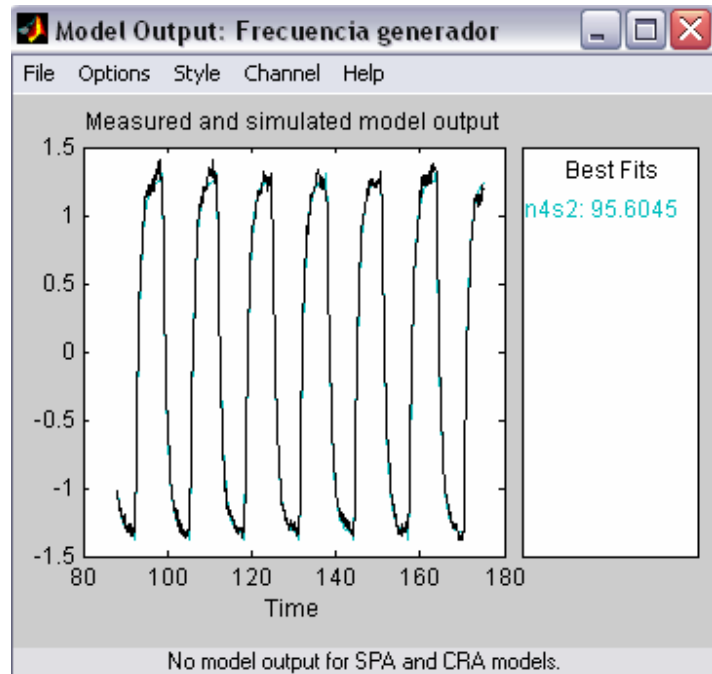 Model Output: Frecuencia generador
File Options Style Channel Help
Measured and simulated model output
1.5
1
0.5
0
-0.5
-1
-1.5
80 100 120 140 160 180
Time
Best Fits
n4s2: 95.6045
No model output for SPA and CRA models.